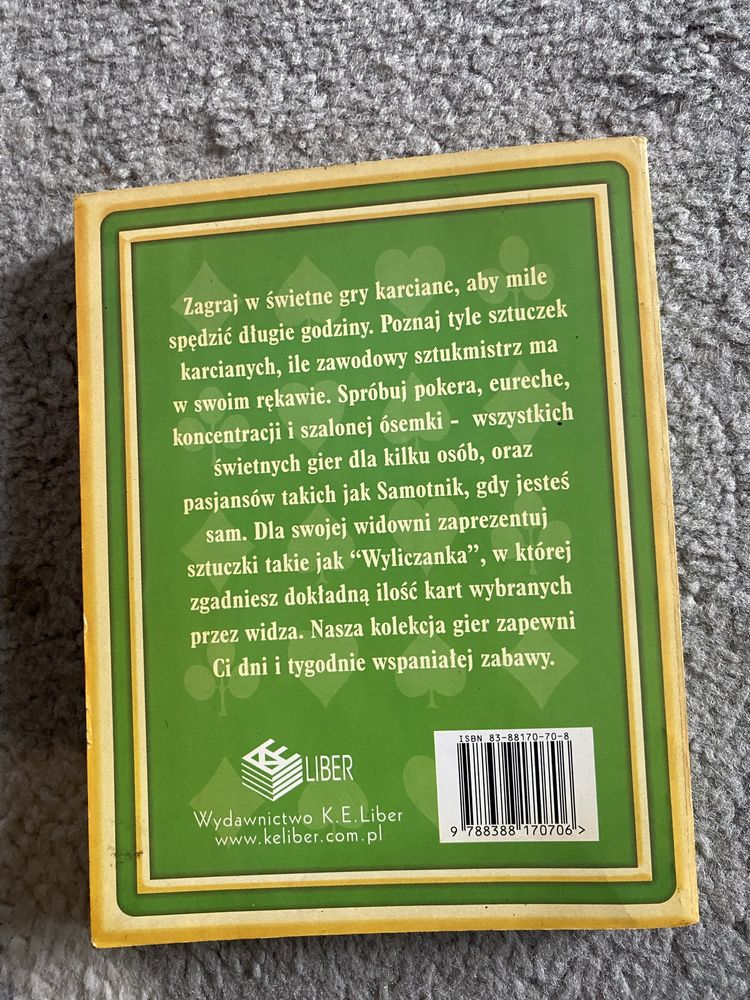 Zagraj w świetne gry karciane, aby mile
spędzić długie godziny. Poznaj tyle sztuczek
karcianych, ile zawodowy sztukmistrz ma
w swoim rękawie. Spróbuj pokera, eureche,
koncentracji i szalonej ósemki - wszystkich
świetnych gier dla kilku osób, oraz
pasjansów takich jak Samotnik, gdy jesteś
sam. Dla swojej widowni zaprezentuj
sztuczki takie jak “Wyliczanka”, w której
zgadniesz dokładną ilość kart wybranych
przez widza. Nasza kolekcja gier zapewni
Ci dni i tygodnie wspaniałej zabawy.
LIBER
Wydawnictwo K.E.Liber
www.keliber.com.pl
ISBN 83-88170-70-8
9 788388 170706 >